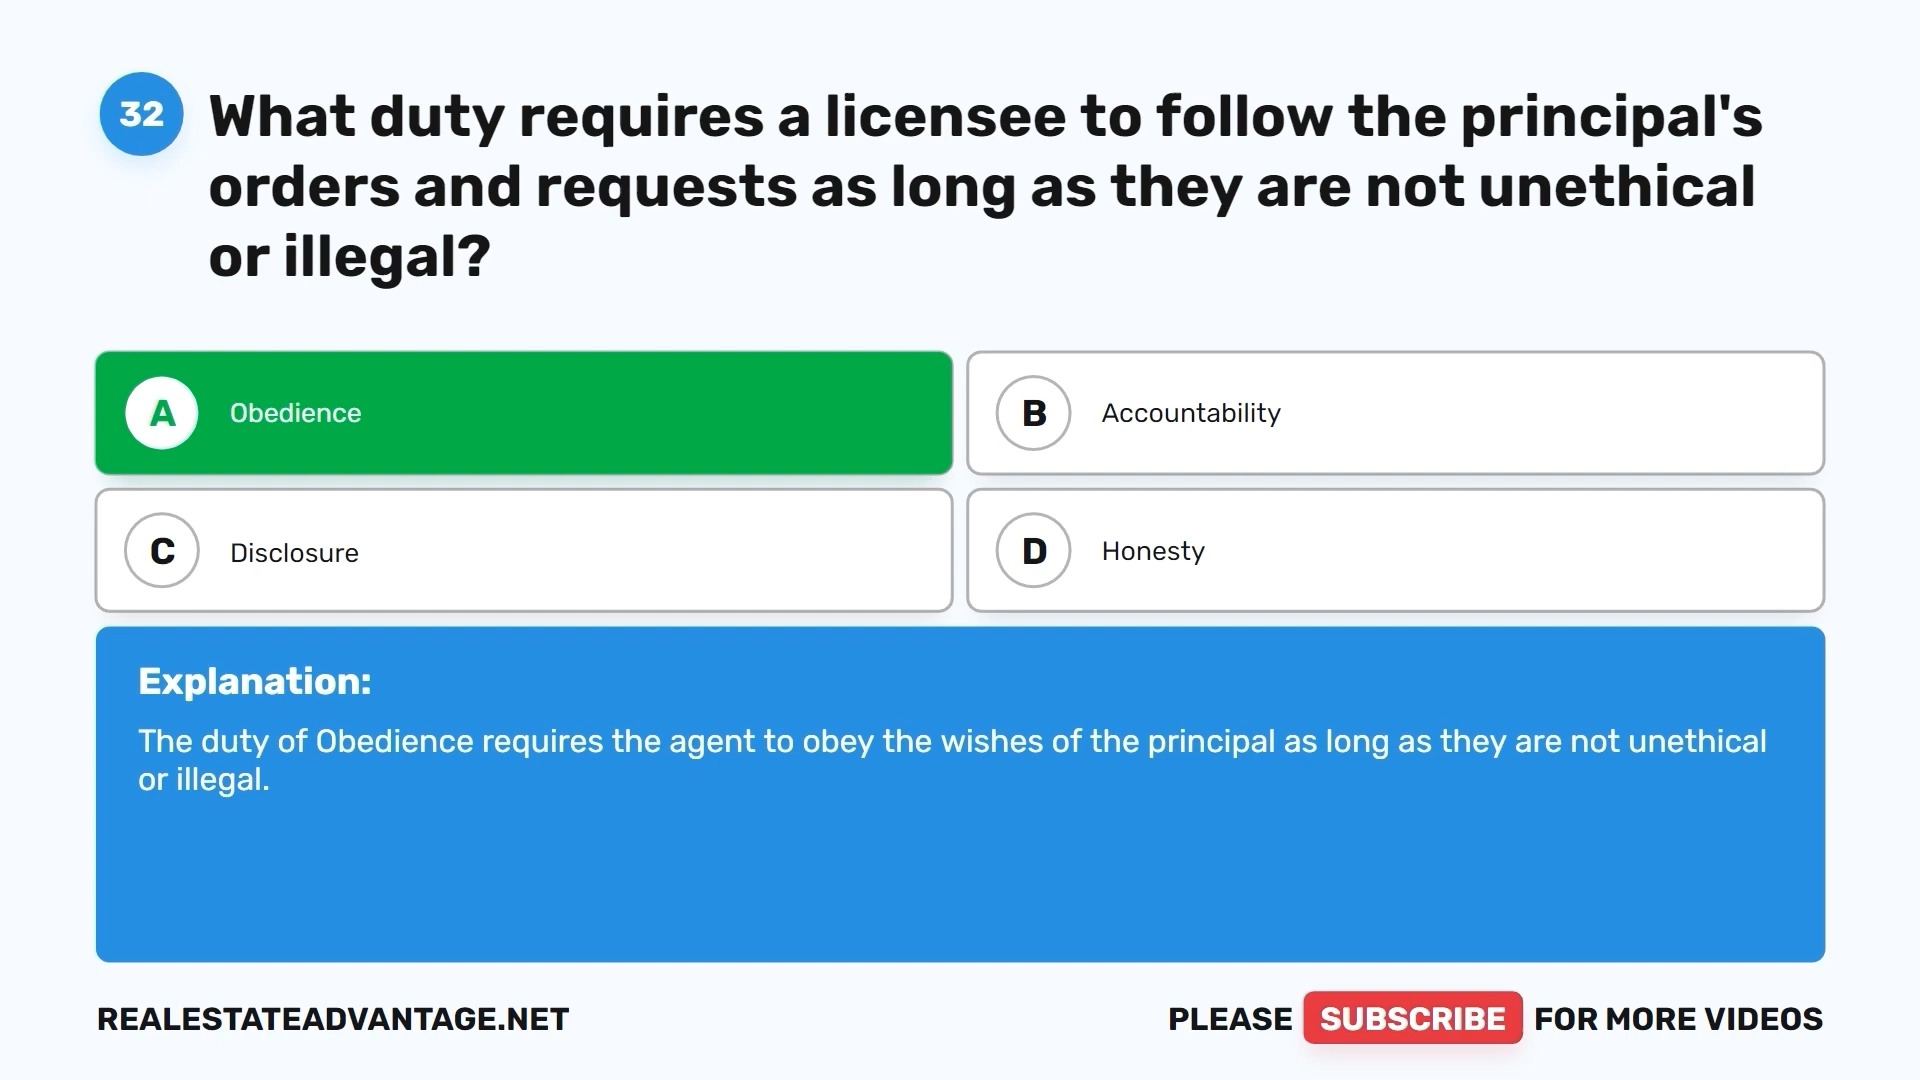 32
What duty requires a licensee to follow the principal's
orders and requests as long as they are not unethical
or illegal?
A Obedience
B Accountability
C Disclosure
D Honesty
Explanation:
The duty of Obedience requires the agent to obey the wishes of the principal as long as they are not unethical
or illegal.
REALESTATEADVANTAGE.NET
PLEASE SUBSCRIBE FOR MORE VIDEOS